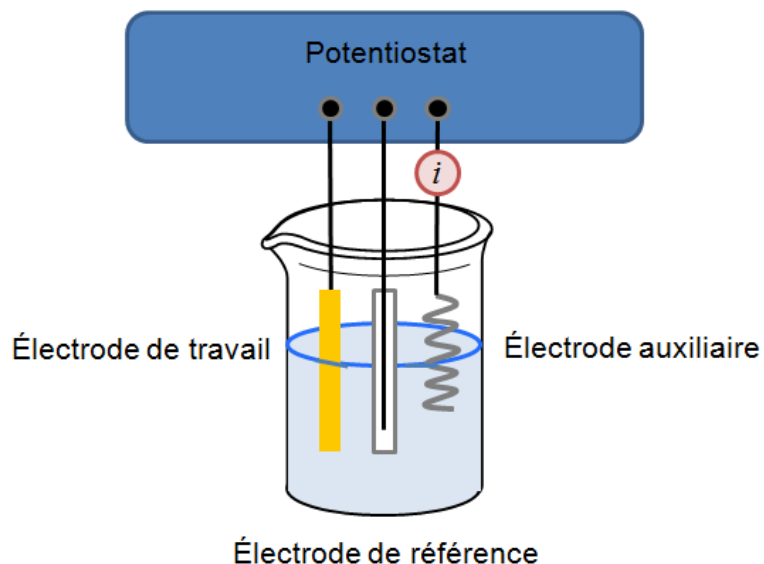 Potentiostat
i
Électrode de travail
Électrode auxiliaire
Électrode de référence